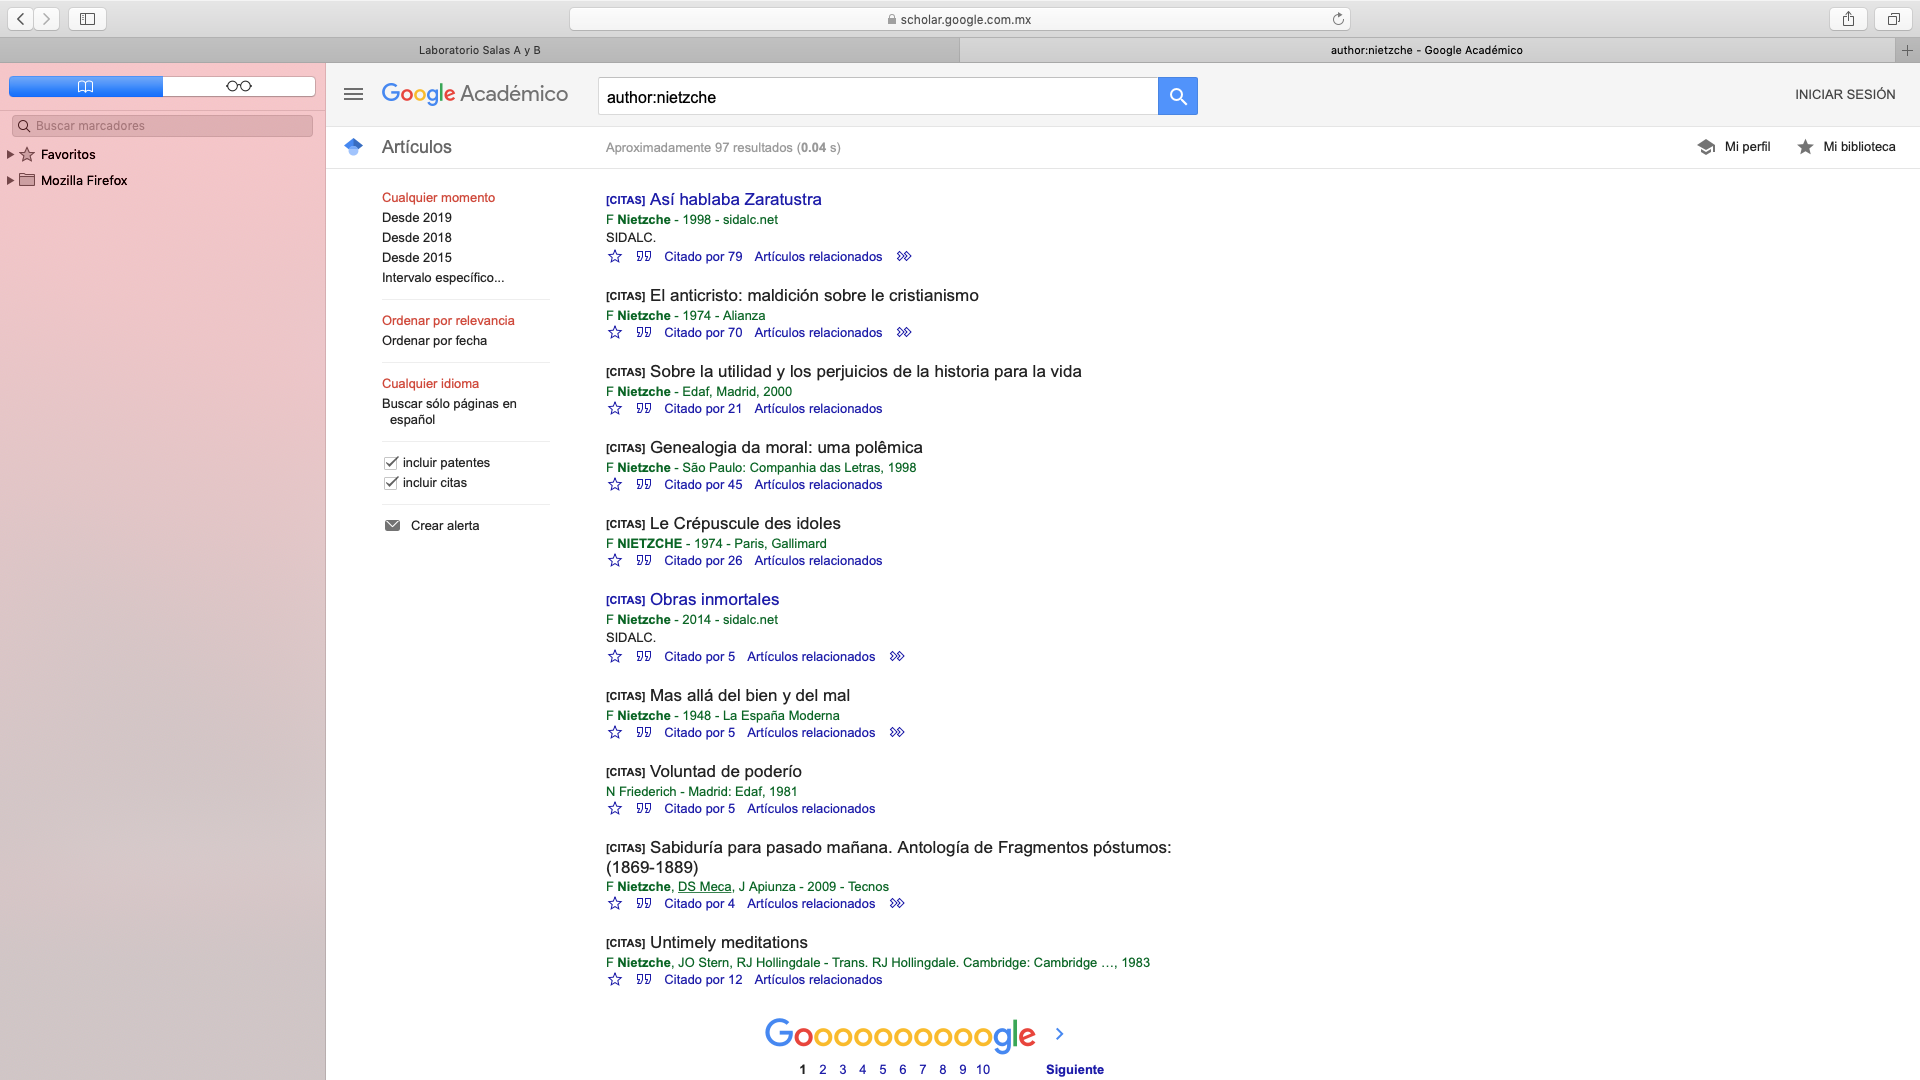 scholar.google.com.mx
Laboratorio Salas A y B
author:nietzche - Google Académico
Buscar marcadores
Favoritos
Mozilla Firefox
Google Académico
author:nietzche
INICIAR SESIÓN
Artículos
Aproximadamente 97 resultados (0.04 s)
Mi perfil
Mi biblioteca
Cualquier momento
Desde 2019
Desde 2018
Desde 2015
Intervalo específico...
Ordenar por relevancia
Ordenar por fecha
Cualquier idioma
Buscar sólo páginas en
español
incluir patentes
incluir citas
Crear alerta
[CITAS] Así hablaba Zaratustra
F Nietzche - 1998 - sidalc.net
SIDALC.
Citado por 79 Artículos relacionados
[CITAS] El anticristo: maldición sobre le cristianismo
F Nietzche - 1974 - Alianza
Citado por 70 Artículos relacionados
[CITAS] Sobre la utilidad y los perjuicios de la historia para la vida
F Nietzche - Edaf, Madrid, 2000
Citado por 21 Artículos relacionados
[CITAS] Genealogia da moral: uma polêmica
F Nietzche - São Paulo: Companhia das Letras, 1998
Citado por 45 Artículos relacionados
[CITAS] Le Crépuscule des idoles
F NIETZCHE - 1974 - Paris, Gallimard
Citado por 26 Artículos relacionados
[CITAS] Obras inmortales
F Nietzche - 2014 - sidalc.net
SIDALC.
Citado por 5 Artículos relacionados
[CITAS] Mas allá del bien y del mal
F Nietzche - 1948 - La España Moderna
Citado por 5 Artículos relacionados
[CITAS] Voluntad de poderío
N Friederich - Madrid: Edaf, 1981
Citado por 5 Artículos relacionados
[CITAS] Sabiduría para pasado mañana. Antología de Fragmentos póstumos:
(1869-1889)
F Nietzche, DS Meca, J Apiunza - 2009 - Tecnos
Citado por 4 Artículos relacionados
[CITAS] Untimely meditations
F Nietzche, JO Stern, RJ Hollingdale - Trans. RJ Hollingdale. Cambridge: Cambridge …, 1983
Citado por 12 Artículos relacionados
Goooooooooogle
1 2 3 4 5 6 7 8 9 10 Siguiente